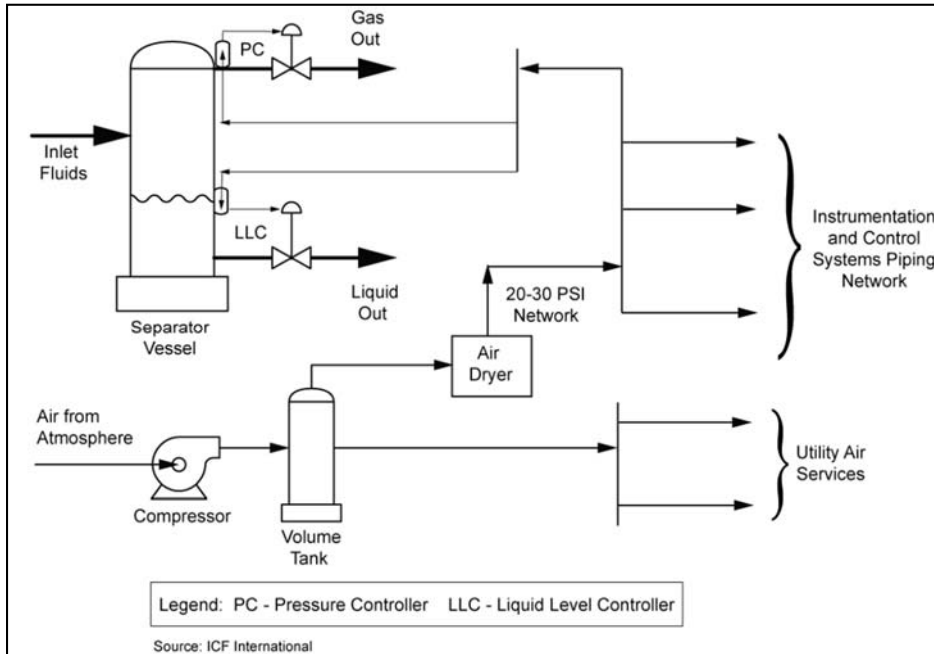 Gas
Out
PC
Inlet
Fluids
LLC
Liquid
Out
Separator
Vessel
20-30 PSI
Network
Instrumentation
and Control
Systems Piping
Network
Air
Dryer
Air from
Atmosphere
Compressor
Volume
Tank
Utility Air
Services
Legend: PC - Pressure Controller LLC - Liquid Level Controller
Source: ICF International